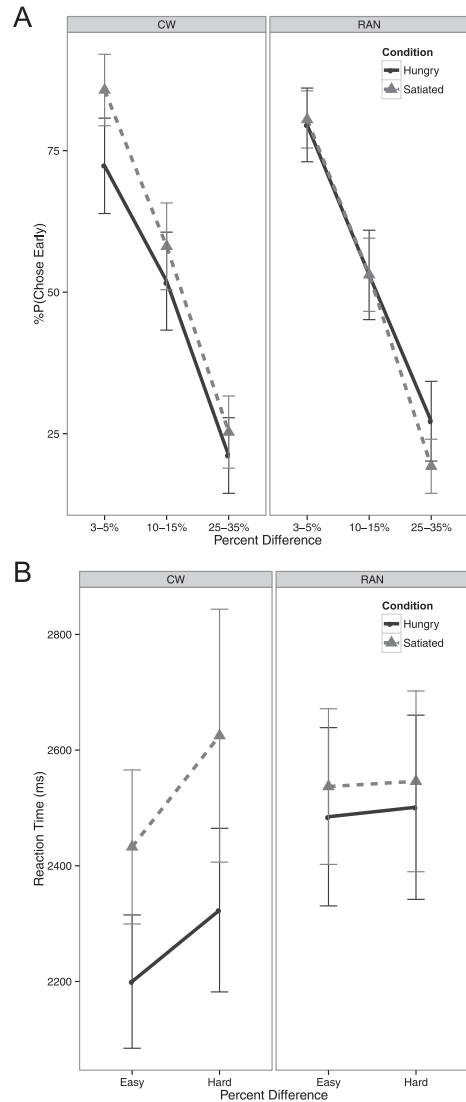 A
CW
RAN
Condition
Hungry
Satiated
75
50
25
%P(Chose Early)
3–5%
10–15%
25–35%
3–5%
10–15%
25–35%
Percent Difference
B
CW
RAN
Condition
Hungry
Satiated
2800
2600
2400
2200
Reaction Time (ms)
Easy
Hard
Easy
Hard
Percent Difference